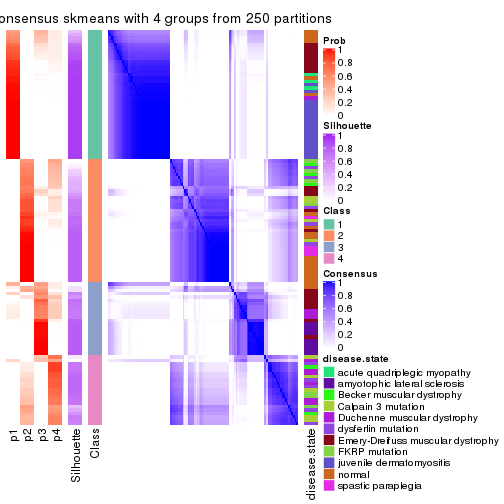 onsensus skmeans with 4 groups from 250 partitions
Prob
1
0.8
0.6
0.4
0.2
0
Silhouette
1
0.8
0.6
0.4
0.2
0
Class
1
2
3
4
Consensus
1
0.8
0.6
0.4
0.2
0
disease.state
acute quadriplegic myopathy
amyotophic lateral sclerosis
Becker muscular dystrophy
Calpain 3 mutation
Duchenne muscular dystrophy
dysferlin mutation
Emery-Dreifuss muscular dystrophy
FKRP mutation
juvenile dermatomyositis
normal
spastic paraplegia
p1
p2
p3
p4
Silhouette
Class
disease.state